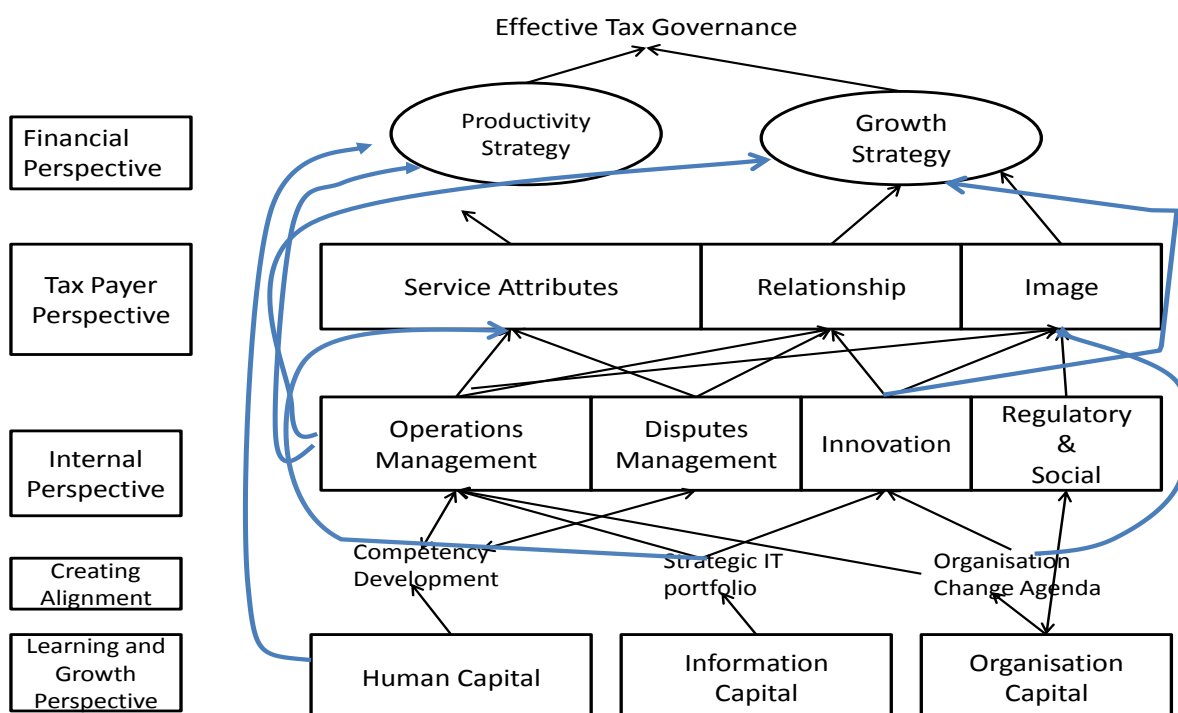 Effective Tax Governance
Financial
Perspective
Productivity
Strategy
Growth
Strategy
Tax Payer
Perspective
Service Attributes
Relationship
Image
Internal
Perspective
Operations
Management
Disputes
Management
Innovation
Regulatory
&
Social
Creating
Alignment
Competency
Development
Strategic IT
portfolio
Organisation
Change Agenda
Learning and
Growth
Perspective
Human Capital
Information
Capital
Organisation
Capital